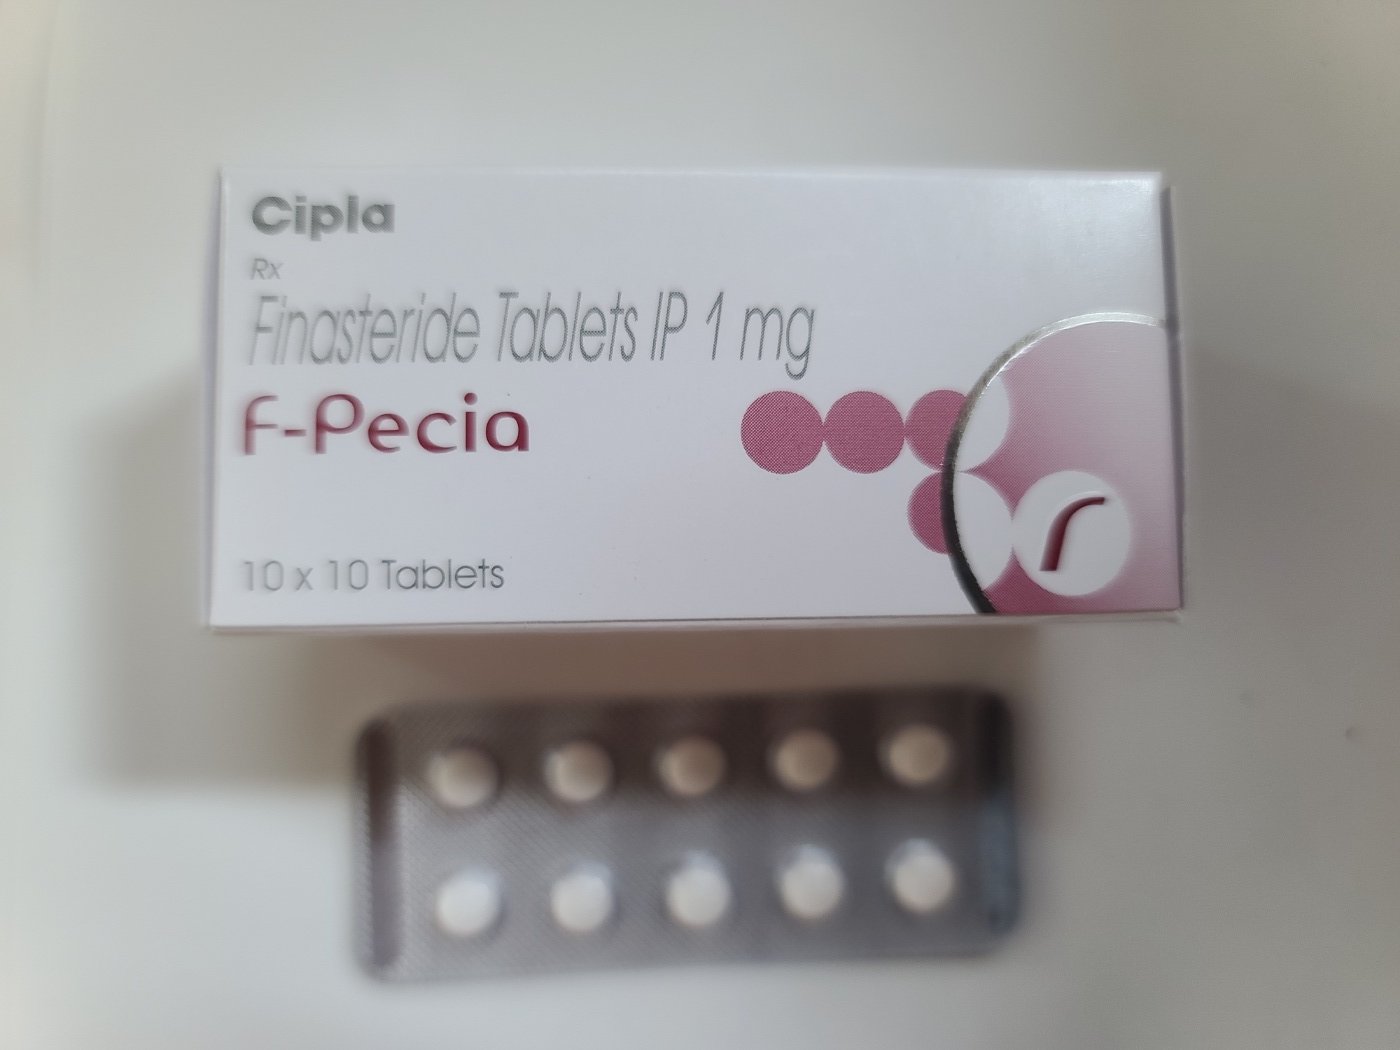 Cipla
Rx
Finasteride Tablets IP 1 mg
F-Pecia
10 x 10 Tablets